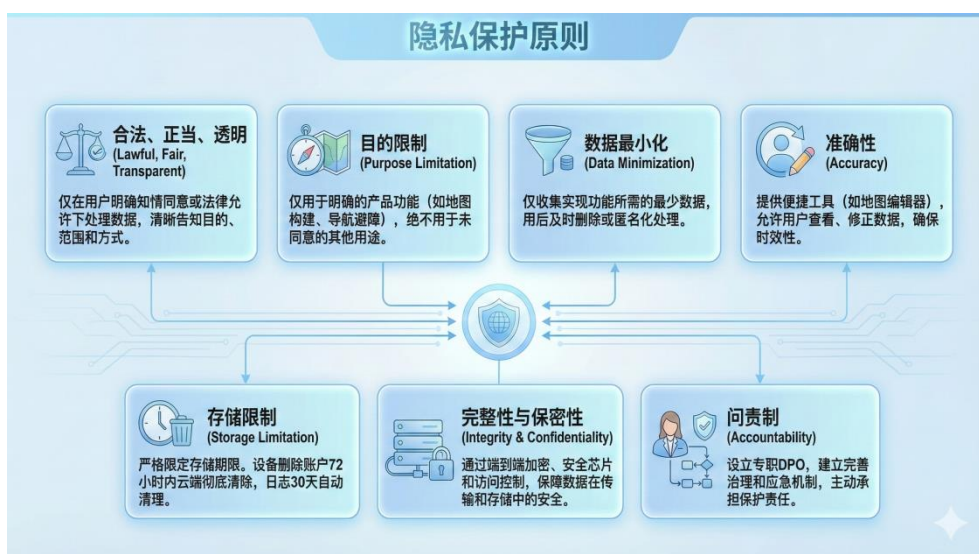 隐私保护原则
合法、正当、透明
(Lawful, Fair,
Transparent)
仅在用户明确知情同意或法律允
许下处理数据，清晰告知目的、
范围和方式。
目的限制
(Purpose Limitation)
仅用于明确的产品功能（如地图
构建、导航避障），绝不用于未
同意的其他用途。
数据最小化
(Data Minimization)
仅收集实现功能所需的最少数据，
用后及时删除或匿名化处理。
准确性
(Accuracy)
提供便捷工具（如地图编辑器），
允许用户查看、修正数据，确保
时效性。
存储限制
(Storage Limitation)
严格限定存储期限。设备删除账户72
小时内云端彻底清除，日志30天自动
清理。
完整性与保密性
(Integrity & Confidentiality)
通过端到端加密、安全芯片
和访问控制，保障数据在传
输和存储中的安全。
问责制
(Accountability)
设立专职DPO，建立完善
治理和应急机制，主动承
担保护责任。